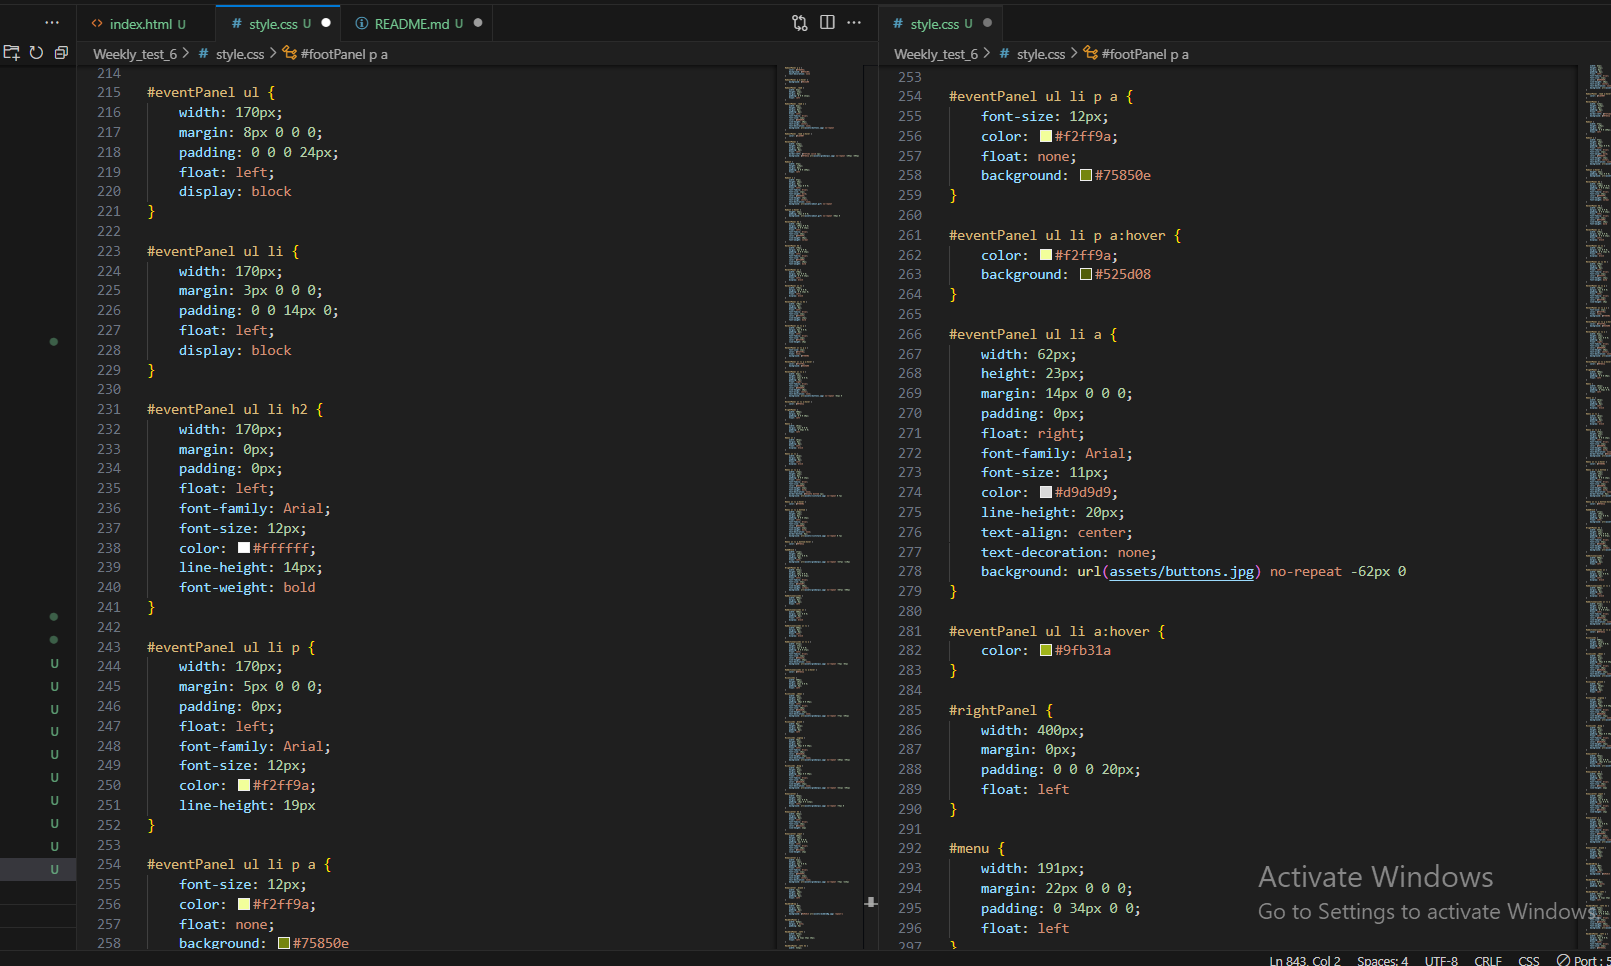 index.html U
# style.css U
README.md U
# style.css U
Weekly_test_6 > # style.css > #footPanel p a
Weekly_test_6 > # style.css > #footPanel p a
214
215 #eventPanel ul {
216 width: 170px;
217 margin: 8px 0 0 0;
218 padding: 0 0 0 24px;
219 float: left;
220 display: block
221 }
222
223 #eventPanel ul li {
224 width: 170px;
225 margin: 3px 0 0 0;
226 padding: 0 0 14px 0;
227 float: left;
228 display: block
229 }
230
231 #eventPanel ul li h2 {
232 width: 170px;
233 margin: 0px;
234 padding: 0px;
235 float: left;
236 font-family: Arial;
237 font-size: 12px;
238 color: #ffffff;
239 line-height: 14px;
240 font-weight: bold
241 }
242
243 #eventPanel ul li p {
244 width: 170px;
245 margin: 5px 0 0 0;
246 padding: 0px;
247 float: left;
248 font-family: Arial;
249 font-size: 12px;
250 color: #f2ff9a;
251 line-height: 19px
252 }
253
254 #eventPanel ul li p a {
255 font-size: 12px;
256 color: #f2ff9a;
257 float: none;
258 background: #75850e
253
254 #eventPanel ul li p a {
255 font-size: 12px;
256 color: #f2ff9a;
257 float: none;
258 background: #75850e
259 }
260
261 #eventPanel ul li p a:hover {
262 color: #f2ff9a;
263 background: #525d08
264 }
265
266 #eventPanel ul li a {
267 width: 62px;
268 height: 23px;
269 margin: 14px 0 0 0;
270 padding: 0px;
271 float: right;
272 font-family: Arial;
273 font-size: 11px;
274 color: #d9d9d9;
275 line-height: 20px;
276 text-align: center;
277 text-decoration: none;
278 background: url(assets/buttons.jpg) no-repeat -62px 0
279 }
280
281 #eventPanel ul li a:hover {
282 color: #9fb31a
283 }
284
285 #rightPanel {
286 width: 400px;
287 margin: 0px;
288 padding: 0 0 0 20px;
289 float: left
290 }
291
292 #menu {
293 width: 191px;
294 margin: 22px 0 0 0;
295 padding: 0 34px 0 0;
296 float: left
297 }
U
U
U
U
U
U
U
U
U
U
Activate Windows
Go to Settings to activate Windows.
Ln 843, Col 2 Spaces: 4 UTF-8 CRLF CSS Port : 5